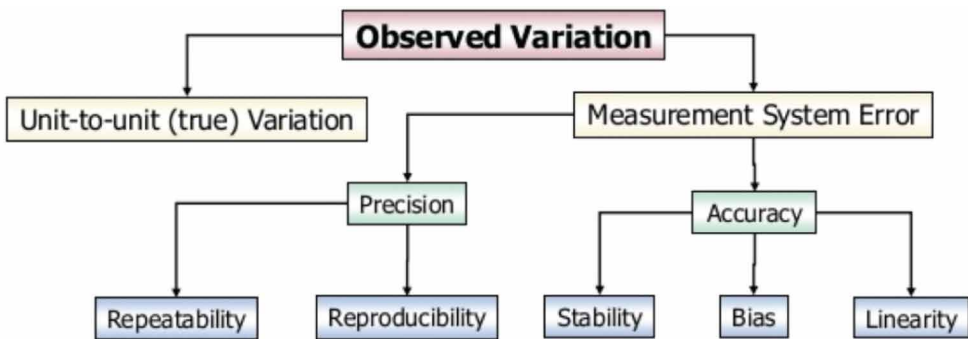 Observed Variation
Unit-to-unit (true) Variation
Measurement System Error
Precision
Accuracy
Repeatability
Reproducibility
Stability
Bias
Linearity